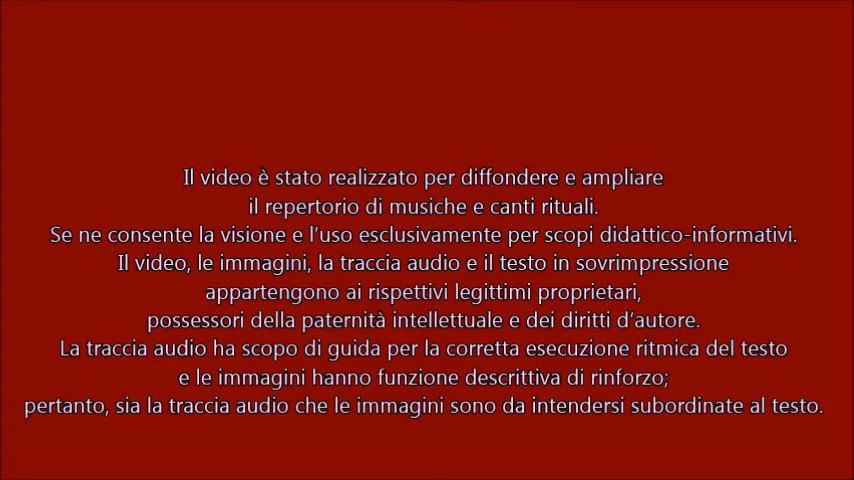 Il video è stato realizzato per diffondere e ampliare
il repertorio di musiche e canti rituali.
Se ne consente la visione e l'uso esclusivamente per scopi didattico-informativi.
Il video, le immagini, la traccia audio e il testo in sovrimpressione
appartengono ai rispettivi legittimi proprietari,
possessori della paternità intellettuale e dei diritti d'autore.
La traccia audio ha scopo di guida per la corretta esecuzione ritmica del testo
e le immagini hanno funzione descrittiva di rinforzo;
pertanto, sia la traccia audio che le immagini sono da intendersi subordinate al testo.